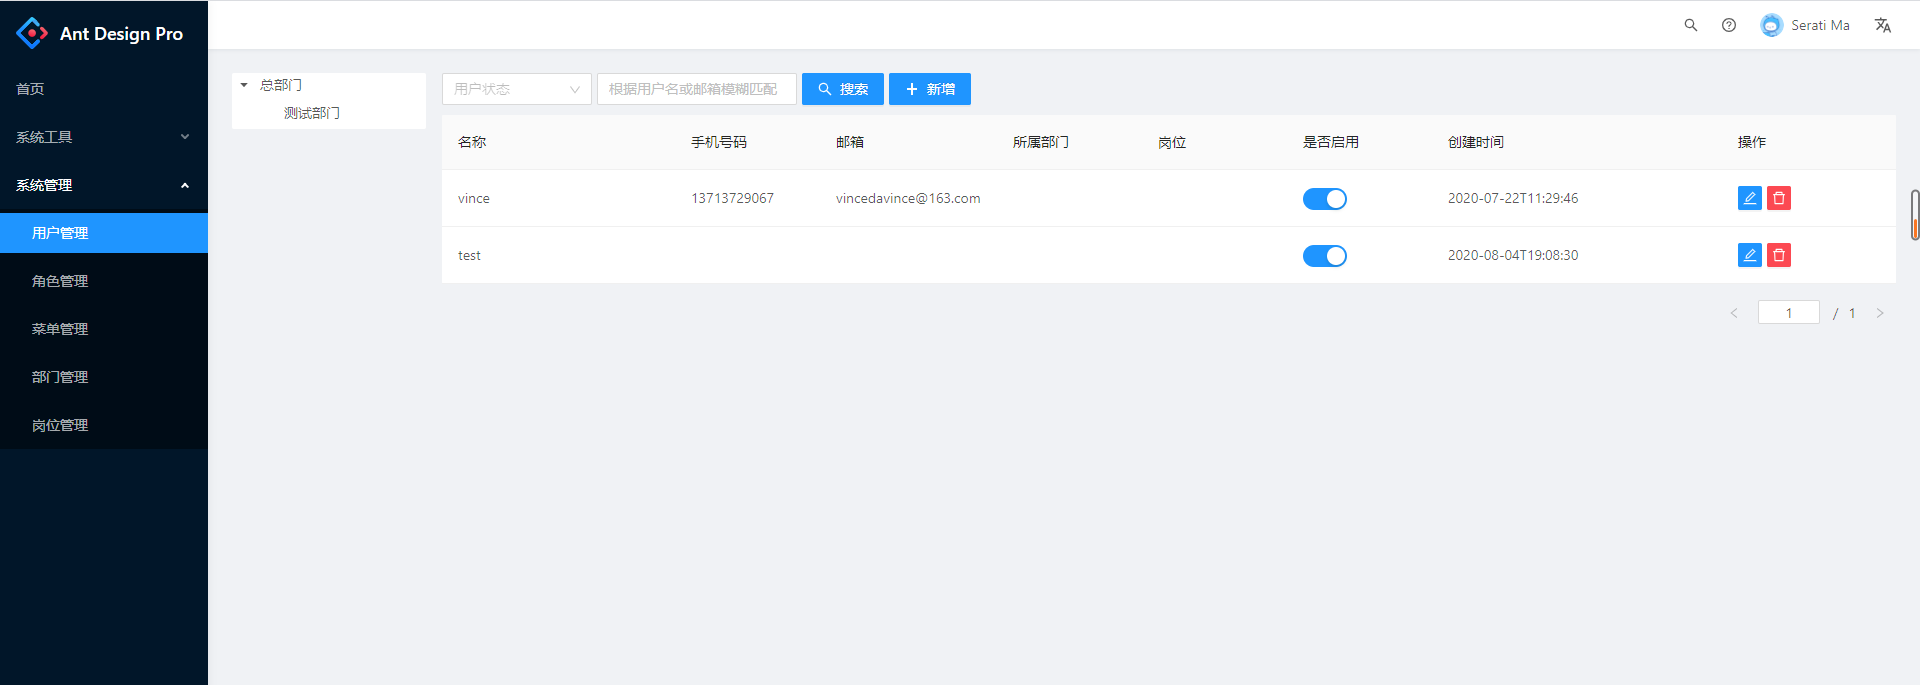 Ant Design Pro
Serati Ma
首页
系统工具
系统管理
用户管理
角色管理
菜单管理
部门管理
岗位管理
总部门
测试部门
用户状态 根据用户名或邮箱模糊匹配 搜索 新增
名称 手机号码 邮箱 所属部门 岗位 是否启用 创建时间 操作
vince 13713729067 vincedavince@163.com 2020-07-22T11:29:46
test 2020-08-04T19:08:30
1 / 1